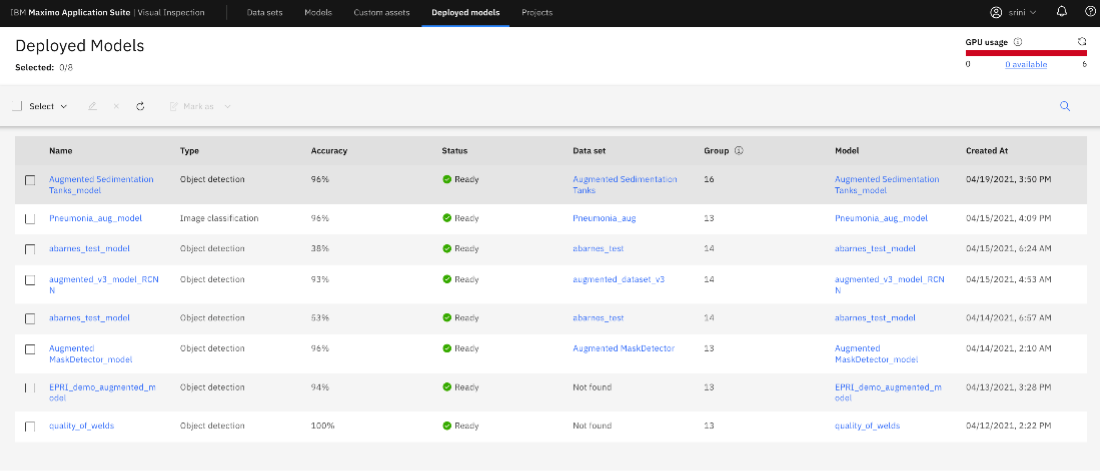 IBM Maximo Application Suite | Visual Inspection Data sets Models Custom assets Deployed models Projects srini
Deployed Models
GPU usage
Selected: 0/8
0 0 available 6
Select Mark as
Name Type Accuracy Status Data set Group Model Created At
Augmented Sedimentation Object detection 96% Ready Augmented Sedimentation 16 Augmented Sedimentation 04/19/2021, 3:50 PM
Tanks_model Tanks Tanks_model
Pneumonia_aug_model Image classification 96% Ready Pneumonia_aug 13 Pneumonia_aug_model 04/15/2021, 4:09 PM
abarnes_test_model Object detection 38% Ready abarnes_test 14 abarnes_test_model 04/15/2021, 6:24 AM
augmented_v3_model_RCN Object detection 93% Ready augmented_dataset_v3 14 augmented_v3_model_RCN 04/15/2021, 4:53 AM
N N
abarnes_test_model Object detection 53% Ready abarnes_test 14 abarnes_test_model 04/14/2021, 6:57 AM
Augmented Object detection 96% Ready Augmented MaskDetector 13 Augmented 04/14/2021, 2:10 AM
MaskDetector_model MaskDetector_model
EPRI_demo_augmented_m Object detection 94% Ready Not found 13 EPRI_demo_augmented_m 04/13/2021, 3:28 PM
odel odel
quality_of_welds Object detection 100% Ready Not found 13 quality_of_welds 04/12/2021, 2:22 PM